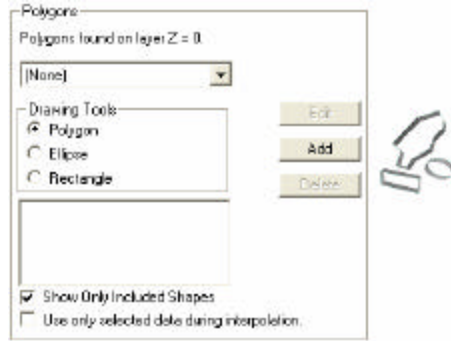 Polygons
Polygons found on layer Z = 0.
(None)
Drawing Tools
Polygon
Ellipse
Rectangle
Edit
Add
Delete
Show Only Included Shapes
Use only selected data during interpolation.